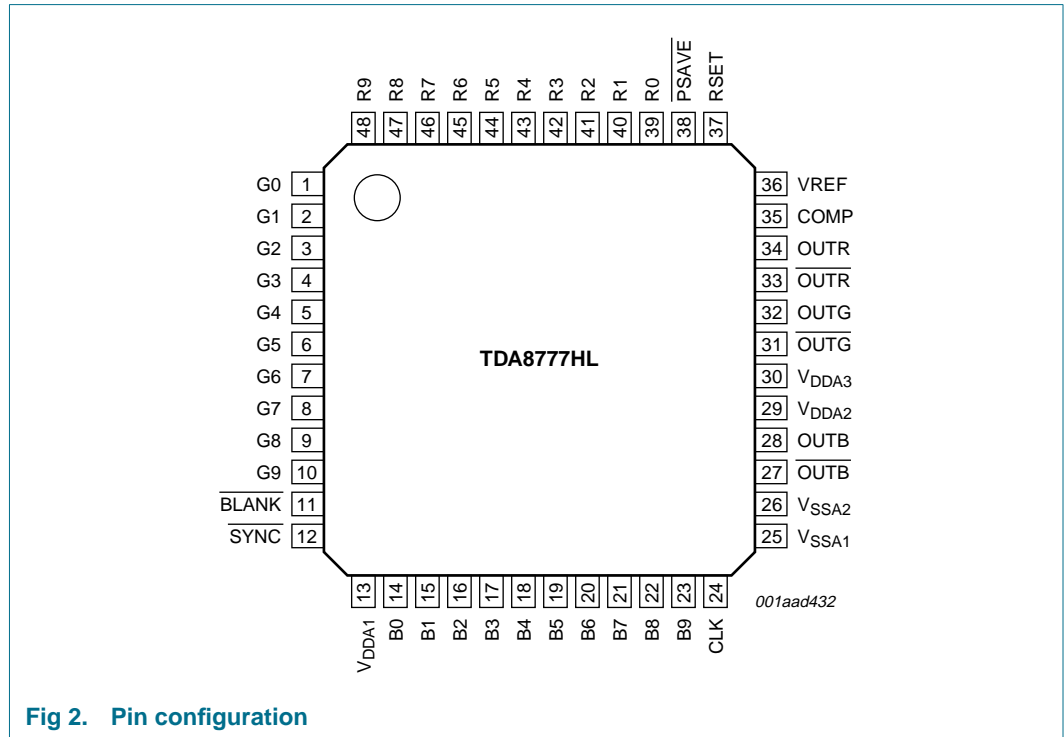 R9 R8 R7 R6 R5 R4 R3 R2 R1 R0 PSAVE RSET
48 47 46 45 44 43 42 41 40 39 38 37
G0 1 36 VREF
G1 2 35 COMP
G2 3 34 OUTR
G3 4 33 OUTR
G4 5 32 OUTG
G5 6 31 OUTG
TDA8777HL
G6 7 30 VDDA3
G7 8 29 VDDA2
G8 9 28 OUTB
G9 10 27 OUTB
BLANK 11 26 VSSA2
SYNC 12 25 VSSA1
13 14 15 16 17 18 19 20 21 22 23 24
VDDA1 B0 B1 B2 B3 B4 B5 B6 B7 B8 B9 CLK
001aad432
Fig 2. Pin configuration